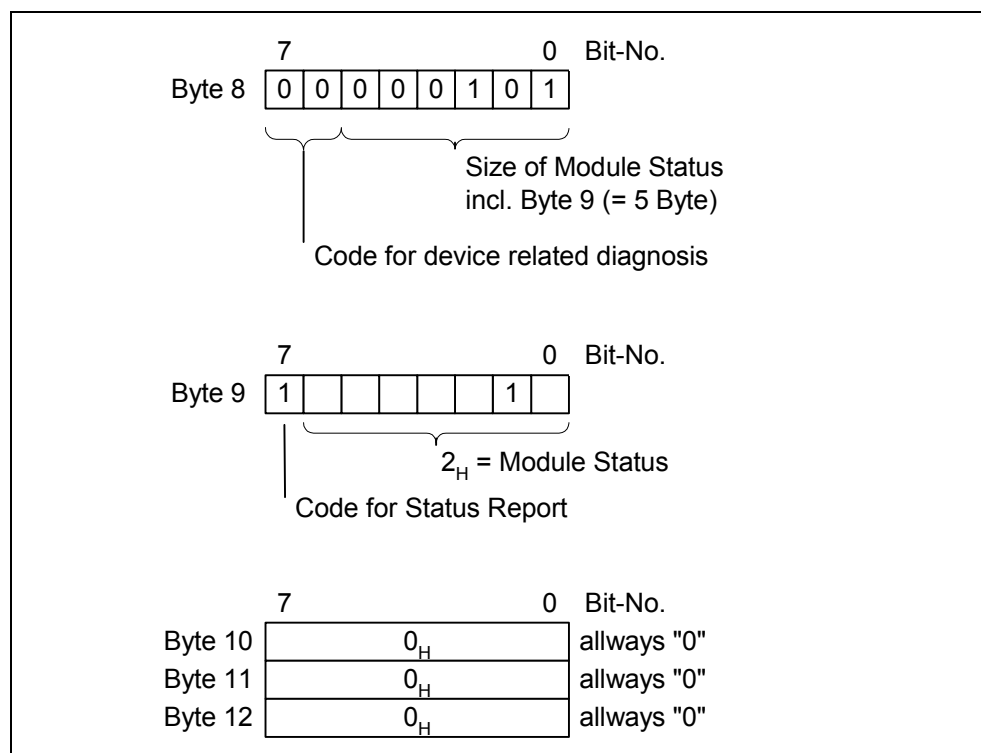 7 0 Bit-No.
Byte 8 0 0 0 0 0 1 0 1
Size of Module Status
incl. Byte 9 (= 5 Byte)
Code for device related diagnosis
7 0 Bit-No.
Byte 9 1 1
2H = Module Status
Code for Status Report
7 0 Bit-No.
Byte 10 0H allways "0"
Byte 11 0H allways "0"
Byte 12 0H allways "0"